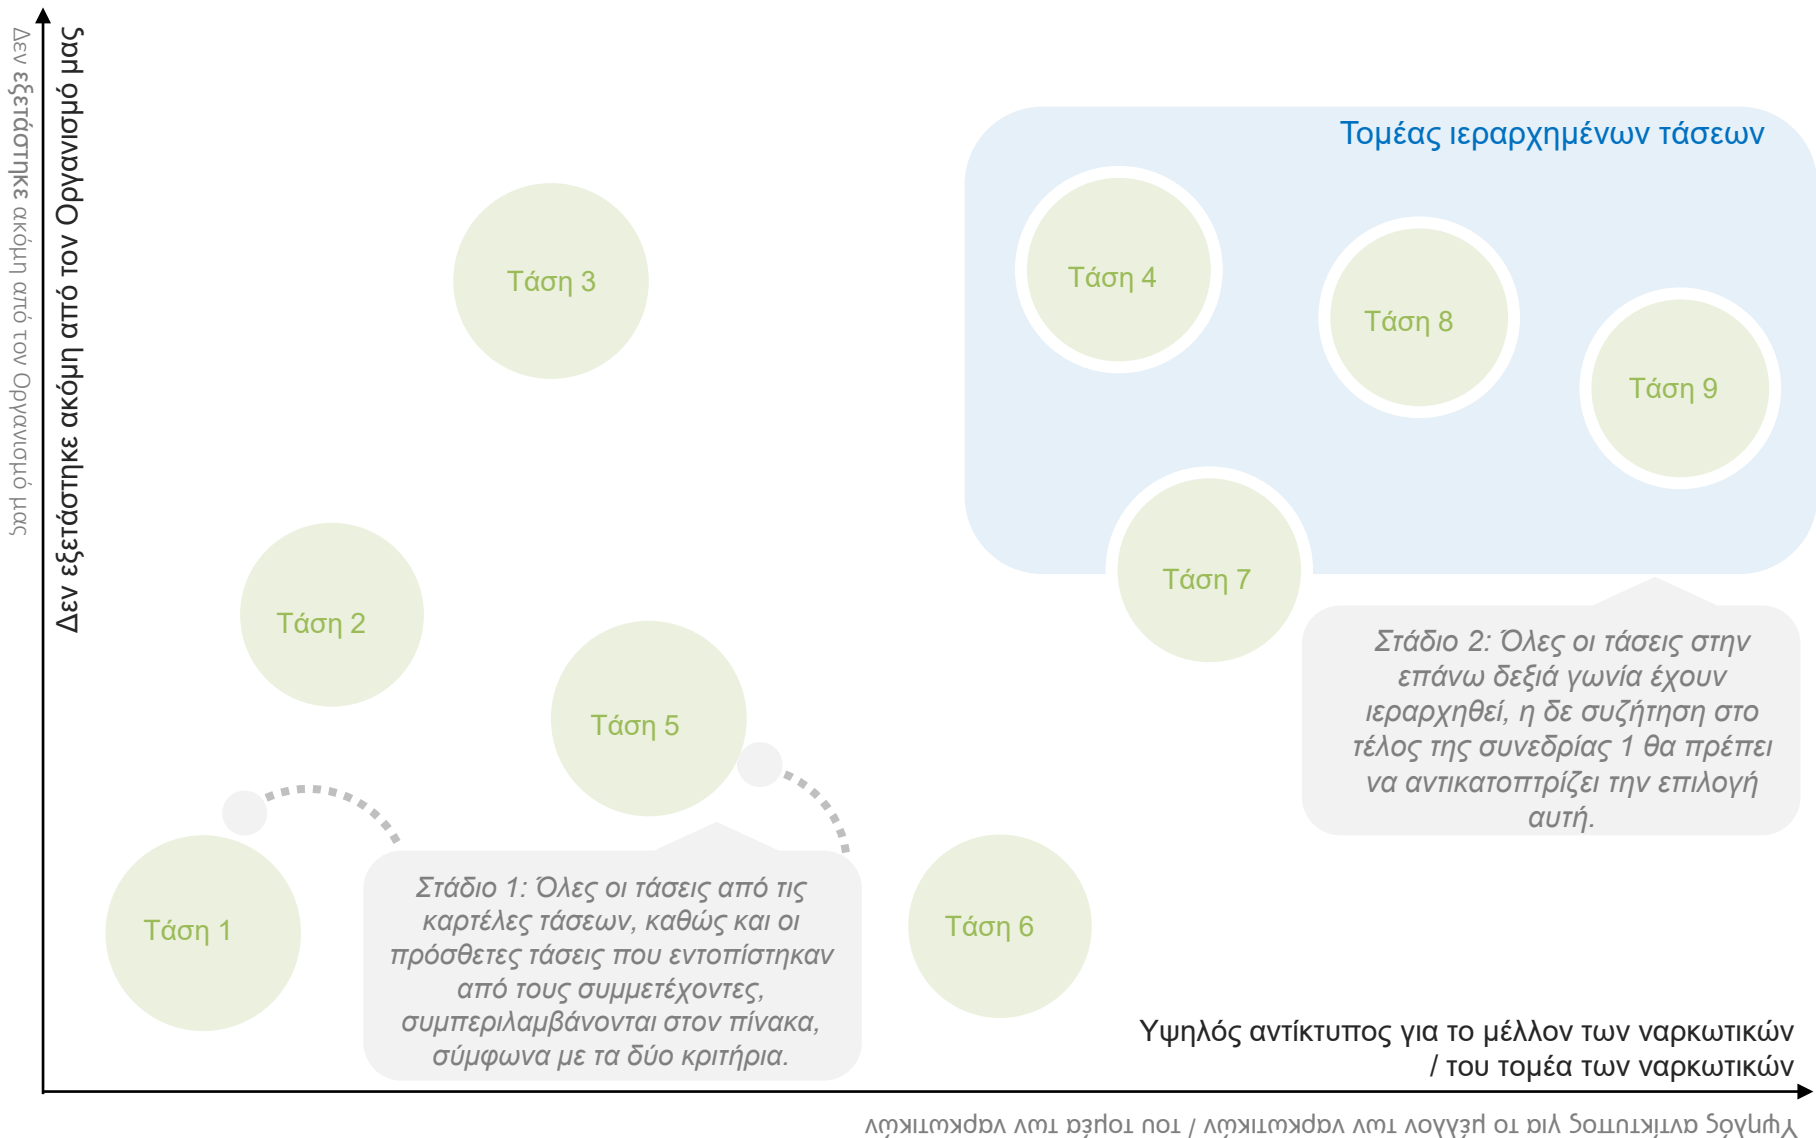 Δεν εξετάστηκε ακόμη από τον Οργανισμό μας
Δεν εξετάστηκε ακόμη από τον Οργανισμό μας
Τομέας ιεραρχημένων τάσεων
Τάση 3
Τάση 4
Τάση 8
Τάση 9
Τάση 7
Τάση 2
Τάση 5
Στάδιο 2: Όλες οι τάσεις στην
επάνω δεξιά γωνία έχουν
ιεραρχηθεί, η δε συζήτηση στο
τέλος της συνεδρίας 1 θα πρέπει
να αντικατοπτρίζει την επιλογή
αυτή.
Τάση 1
Στάδιο 1: Όλες οι τάσεις από τις
καρτέλες τάσεων, καθώς και οι
πρόσθετες τάσεις που εντοπίστηκαν
από τους συμμετέχοντες,
συμπεριλαμβάνονται στον πίνακα,
σύμφωνα με τα δύο κριτήρια.
Τάση 6
Υψηλός αντίκτυπος για το μέλλον των ναρκωτικών
/ του τομέα των ναρκωτικών
Υψηλός αντίκτυπος για το μέλλον των ναρκωτικών / του τομέα των ναρκωτικών